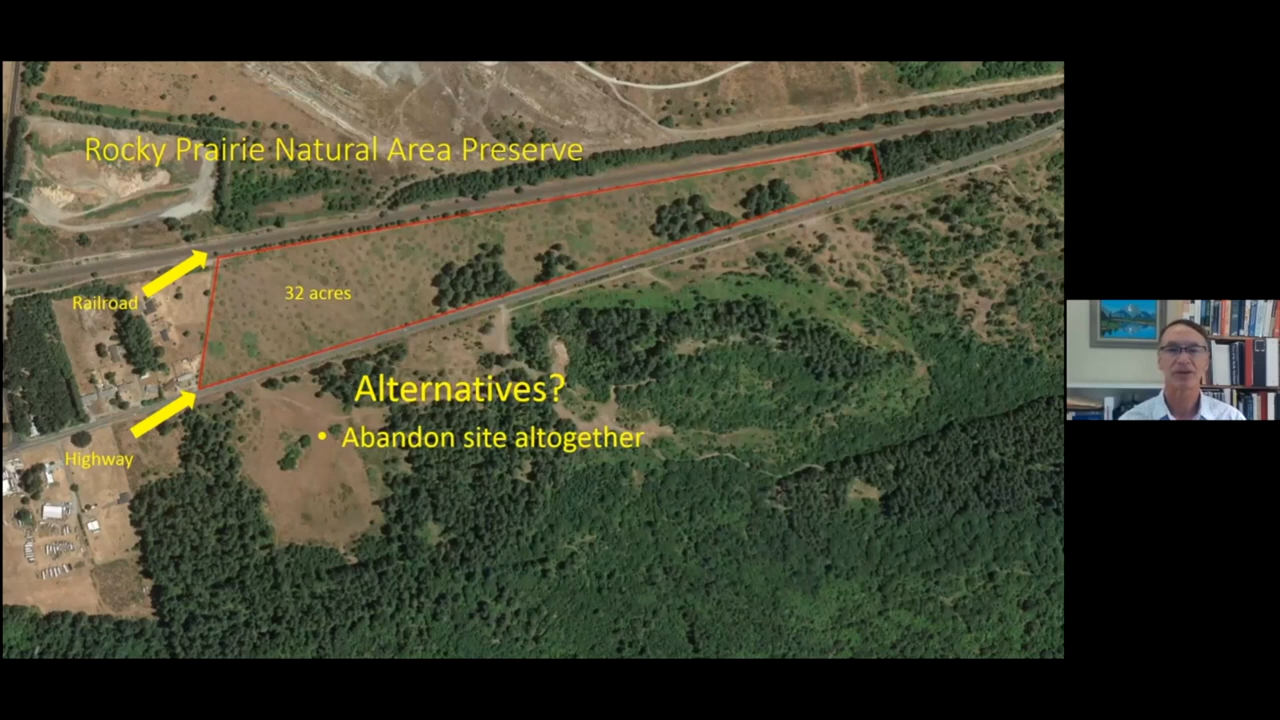 Rocky Prairie Natural Area Preserve
32 acres
Railroad
Alternatives?
• Abandon site altogether
Highway